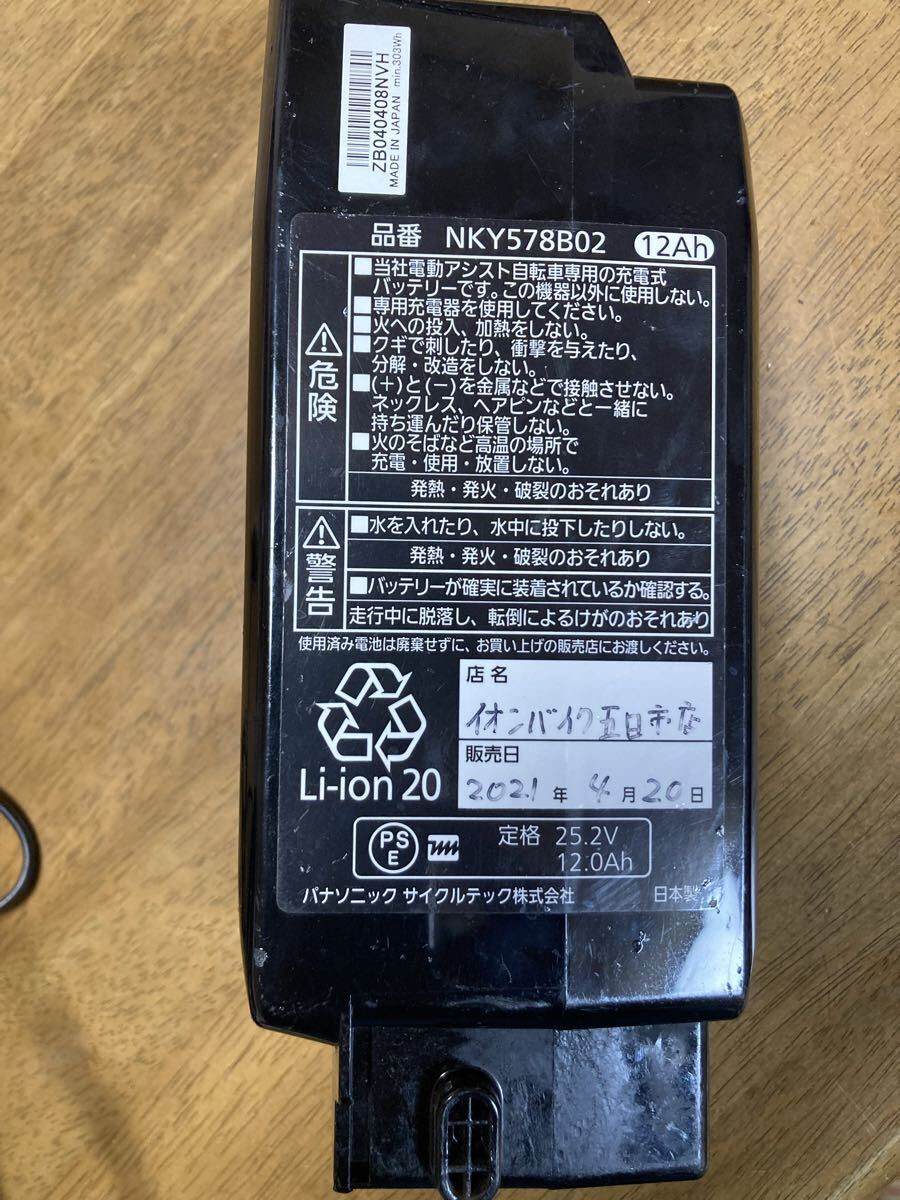 ZB040408NVH
MADE IN JAPAN min.303Wh
品番 NKY578B02 12Ah
危険
■当社電動アシスト自転車専用の充電式
バッテリーです。この機器以外に使用しない。
■専用充電器を使用してください。
■火への投入、加熱をしない。
■クギで刺したり、衝撃を与えたり、
分解・改造をしない。
■(+)と(−)を金属などで接触させない。
ネックレス、ヘアピンなどと一緒に
持ち運んだり保管しない。
■火のそばなど高温の場所で
充電・使用・放置しない。
発熱・発火・破裂のおそれあり
警告
■水を入れたり、水中に投下したりしない。
発熱・発火・破裂のおそれあり
■バッテリーが確実に装着されているか確認する。
走行中に脱落し、転倒によるけがのおそれあり
使用済み電池は廃棄せずに、お買い上げの販売店にお渡しください。
Li-ion 20
店名
イオンバイク五日市店
販売日
2021年 4月20日
PS
E
定格 25.2V
12.0Ah
パナソニック サイクルテック株式会社 日本製